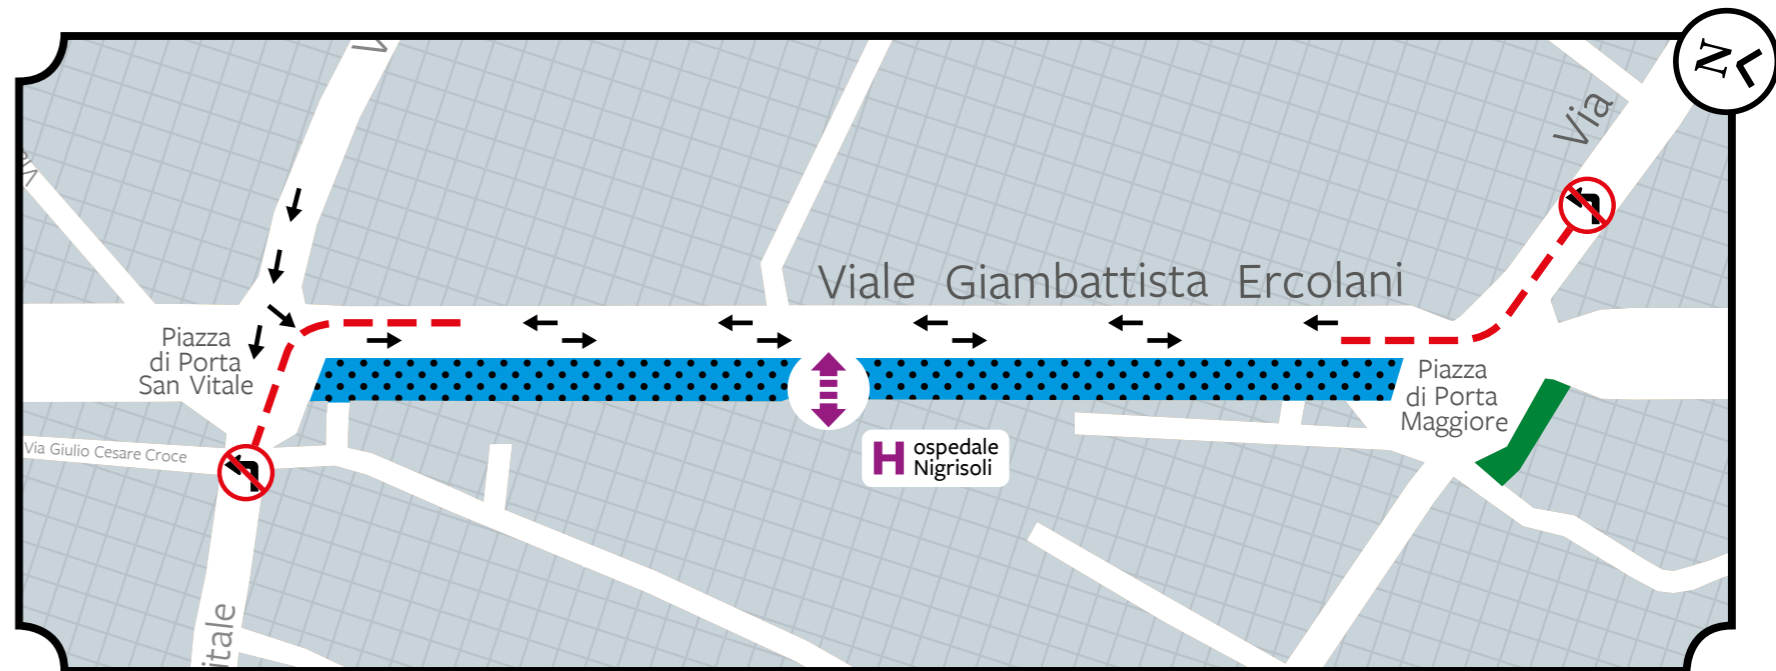 N
Via
Viale Giambattista Ercolani
Piazza
di Porta
San Vitale
Piazza
di Porta
Maggiore
Via Giulio Cesare Croce
H ospedale
Nigrisoli
itale